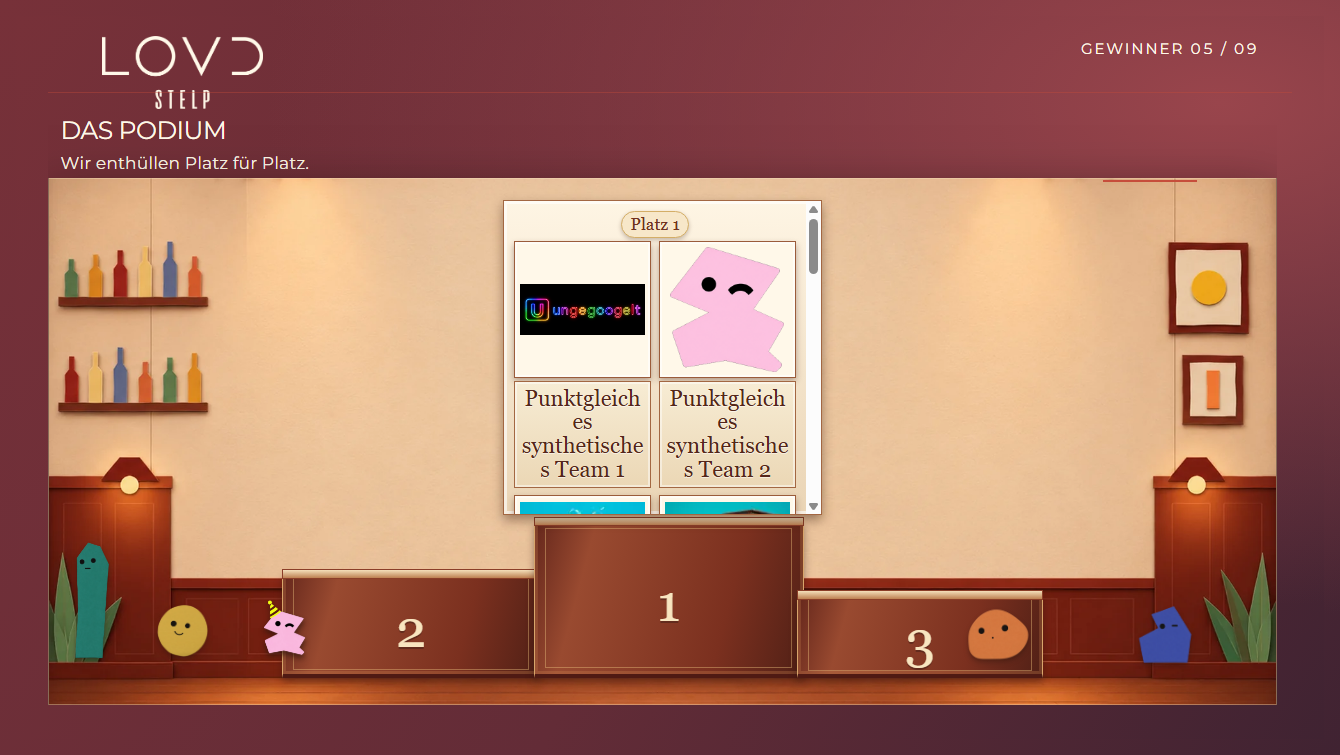 LOVD
STELP
GEWINNER 05 / 09
DAS PODIUM
Wir enthüllen Platz für Platz.
Platz 1
U ungegoogelt
Punktgleich
es
synthetische
s Team 1
Punktgleich
es
synthetische
s Team 2
2
1
3